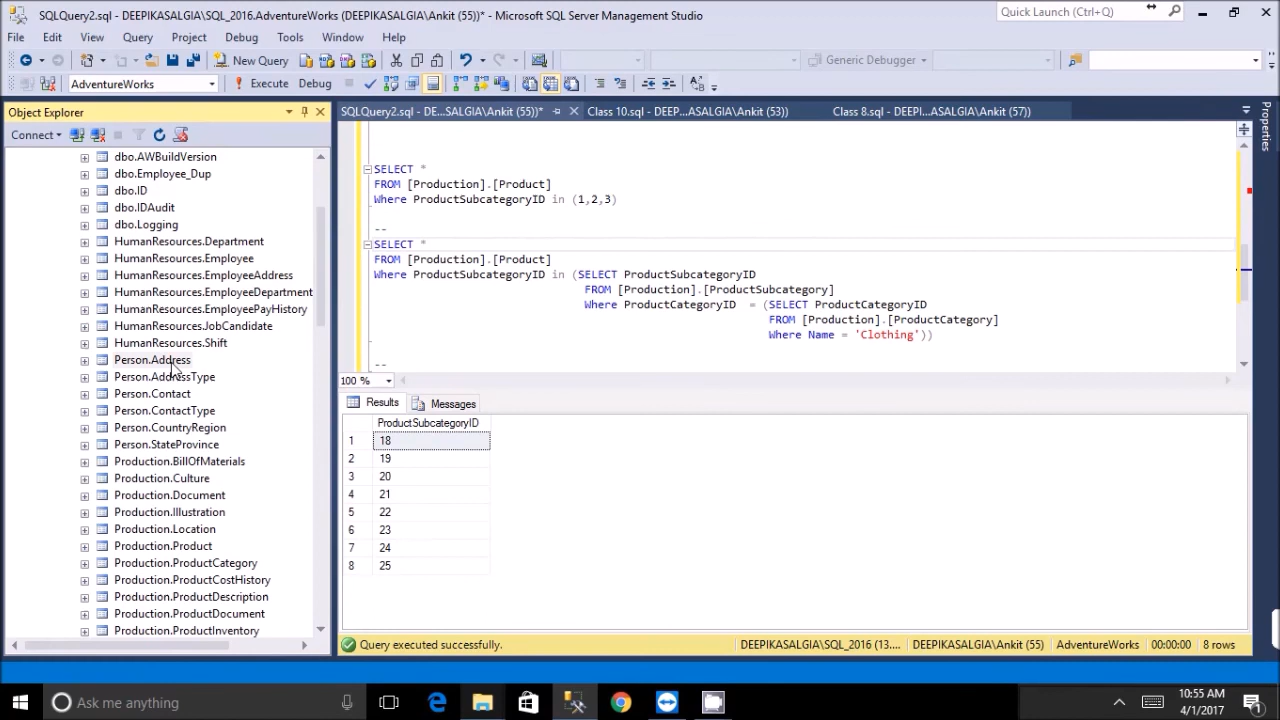 SQLQuery2.sql - DEEPIKASALGIA\SQL_2016.AdventureWorks (DEEPIKASALGIA\Ankit (55))* - Microsoft SQL Server Management Studio
Quick Launch (Ctrl+Q)
File Edit View Query Project Debug Tools Window Help
New Query
Generic Debugger
AdventureWorks
Execute Debug
Object Explorer
Connect
dbo.AWBuildVersion
dbo.Employee_Dup
dbo.ID
dbo.IDAudit
dbo.Logging
HumanResources.Department
HumanResources.Employee
HumanResources.EmployeeAddress
HumanResources.EmployeeDepartment
HumanResources.EmployeePayHistory
HumanResources.JobCandidate
HumanResources.Shift
Person.Address
Person.AddressType
Person.Contact
Person.ContactType
Person.CountryRegion
Person.StateProvince
Production.BillOfMaterials
Production.Culture
Production.Document
Production.Illustration
Production.Location
Production.Product
Production.ProductCategory
Production.ProductCostHistory
Production.ProductDescription
Production.ProductDocument
Production.ProductInventory
SQLQuery2.sql - DE...SALGIA\Ankit (55))* Class 10.sql - DEEP...ASALGIA\Ankit (53)) Class 8.sql - DEEPI...ASALGIA\Ankit (57))
Properties
SELECT *
FROM [Production].[Product]
Where ProductSubcategoryID in (1,2,3)
--
SELECT *
FROM [Production].[Product]
Where ProductSubcategoryID in (SELECT ProductSubcategoryID
FROM [Production].[ProductSubcategory]
Where ProductCategoryID = (SELECT ProductCategoryID
FROM [Production].[ProductCategory]
Where Name = 'Clothing'))
--
100 %
Results Messages
ProductSubcategoryID
1 18
2 19
3 20
4 21
5 22
6 23
7 24
8 25
Query executed successfully. DEEPIKASALGIA\SQL_2016 (13.... DEEPIKASALGIA\Ankit (55) AdventureWorks 00:00:00 8 rows
Ask me anything
10:55 AM
4/1/2017
1